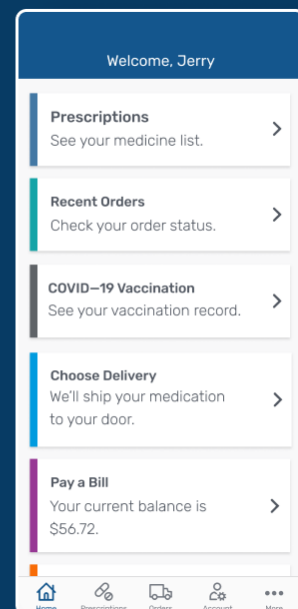 Welcome, Jerry
Prescriptions
See your medicine list.
Recent Orders
Check your order status.
COVID–19 Vaccination
See your vaccination record.
Choose Delivery
We'll ship your medication
to your door.
Pay a Bill
Your current balance is
$56.72.
Home Prescriptions Orders Account More